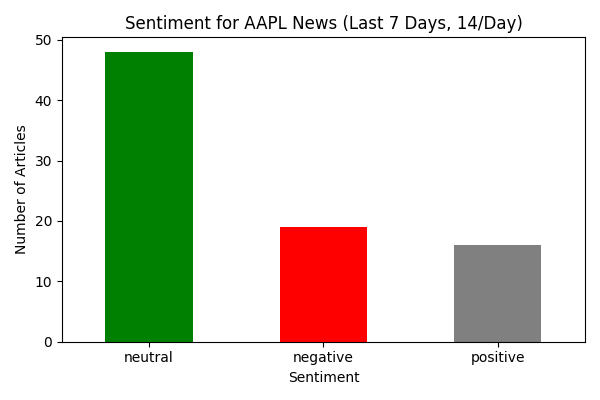 Sentiment for AAPL News (Last 7 Days, 14/Day)
50
40
30
20
10
0
Number of Articles
neutral
negative
positive
Sentiment